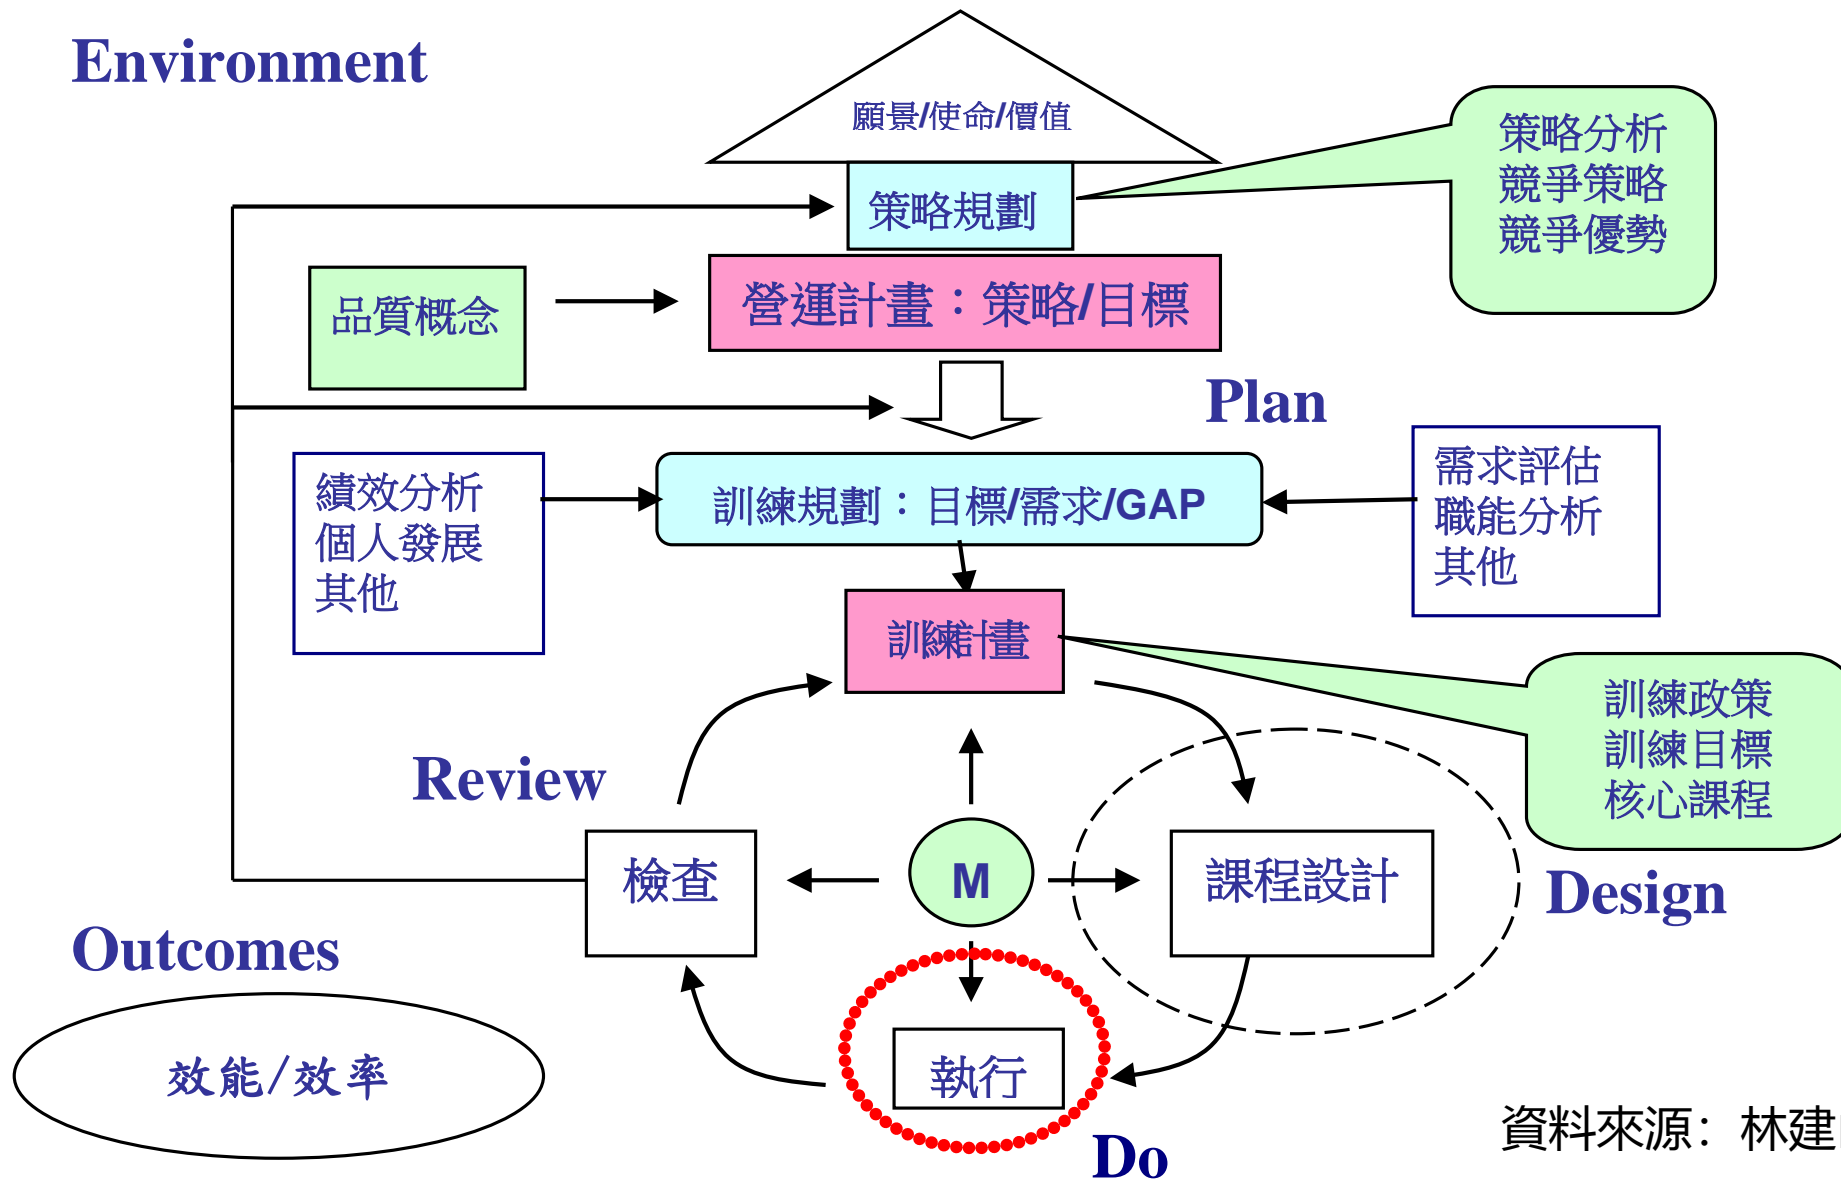 Environment
願景/使命/價值
策略分析
競爭策略
競爭優勢
策略規劃
品質概念
營運計畫：策略/目標
Plan
績效分析
個人發展
其他
訓練規劃：目標/需求/GAP
需求評估
職能分析
其他
訓練計畫
訓練政策
訓練目標
核心課程
Review
檢查
M
課程設計
Design
Outcomes
效能/效率
執行
Do
資料來源：林建